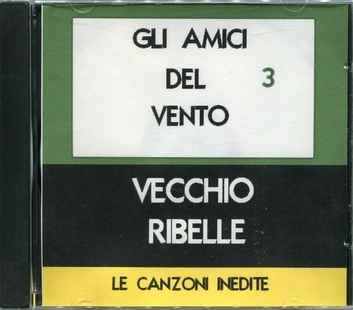 GLI AMICI
DEL 3
VENTO
VECCHIO
RIBELLE
LE CANZONI INEDITE